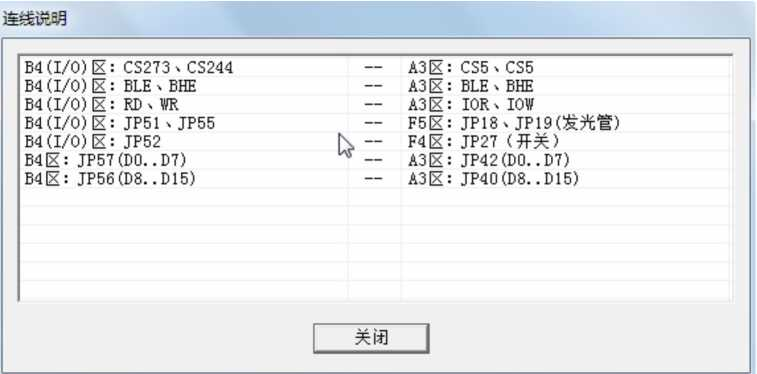 连线说明
B4(I/O)区：CS273、CS244 -- A3区：CS5、CS5
B4(I/O)区：BLE、BHE -- A3区：BLE、BHE
B4(I/O)区：RD、WR -- A3区：IOR、IOW
B4(I/O)区：JP51、JP55 -- F5区：JP18、JP19(发光管)
B4(I/O)区：JP52 -- F4区：JP27（开关）
B4区：JP57(D0..D7) -- A3区：JP42(D0..D7)
B4区：JP56(D8..D15) -- A3区：JP40(D8..D15)
关闭